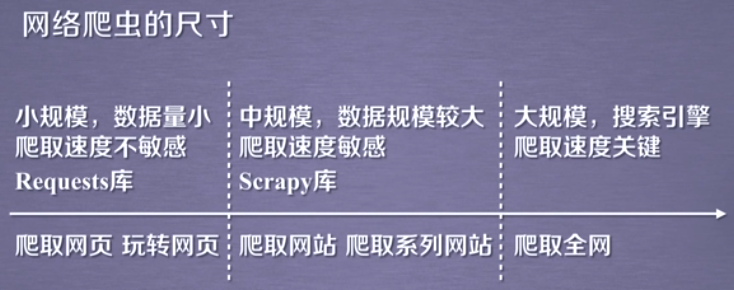 网络爬虫的尺寸
小规模，数据量小
爬取速度不敏感
Requests库
中规模，数据规模较大
爬取速度敏感
Scrapy库
大规模，搜索引擎
爬取速度关键
爬取网页 玩转网页
爬取网站 爬取系列网站
爬取全网